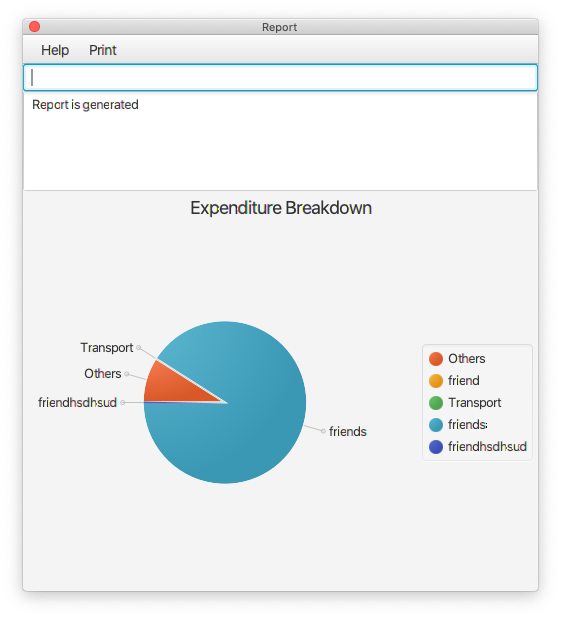 Report
Help Print
Report is generated
Expenditure Breakdown
Transport
Others
friendhsdhsud
friends
Others
friend
Transport
friends:
friendhsdhsud